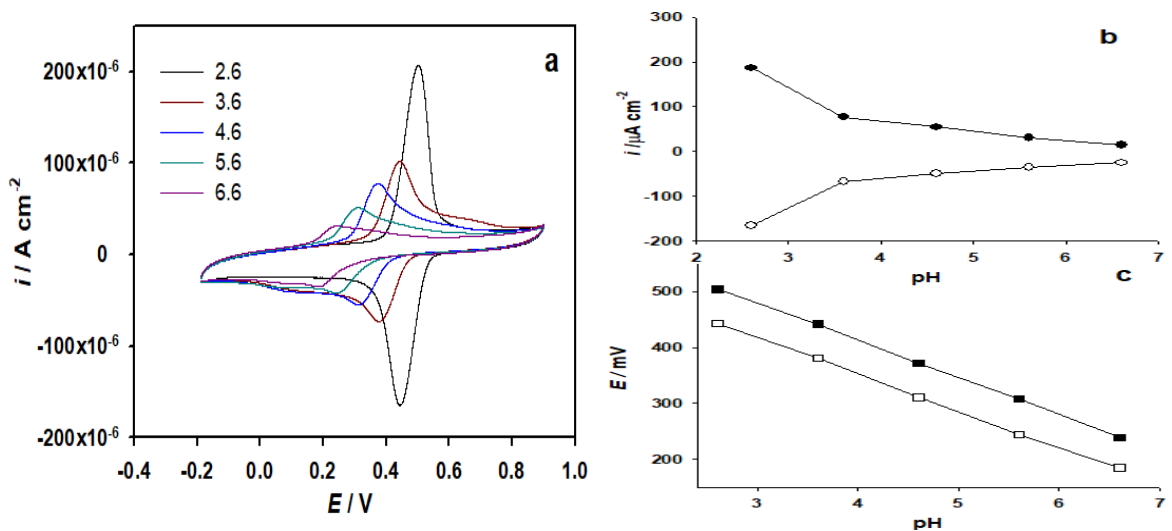 a
200x10-6
100x10-6
0
-100x10-6
-200x10-6
2.6
3.6
4.6
5.6
6.6
-0.4 -0.2 0.0 0.2 0.4 0.6 0.8 1.0
i / A cm-2
E / V
b
300
200
100
0
-100
-200
2 3 4 5 6 7
i /µA cm-2
pH
c
500
400
300
200
3 4 5 6 7
E / mV
pH